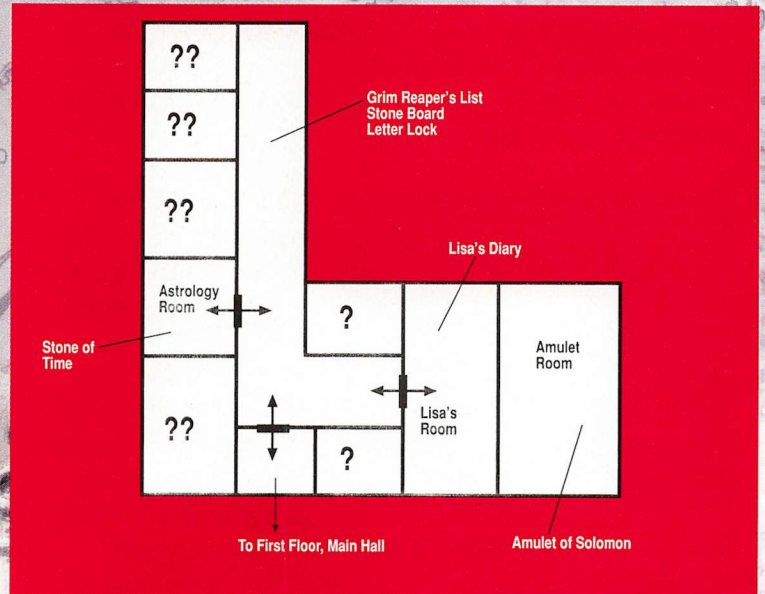 ??
??
??
Grim Reaper's List
Stone Board
Letter Lock
Lisa's Diary
Astrology
Room
?
Stone of
Time
Amulet
Room
Lisa's
Room
??
?
To First Floor, Main Hall
Amulet of Solomon